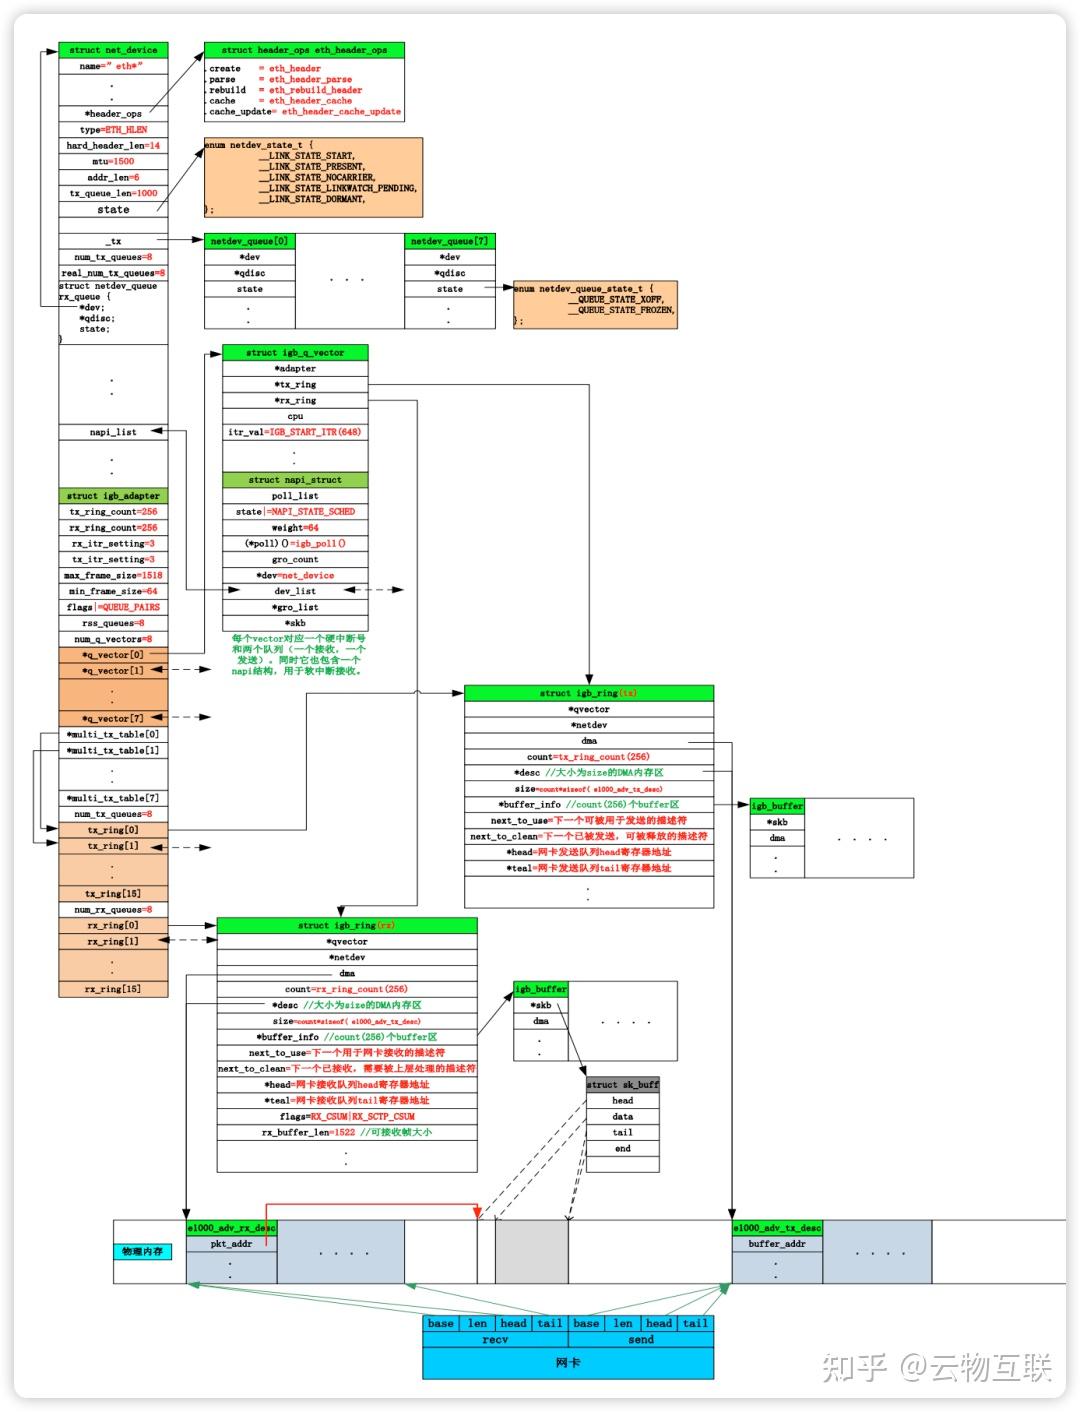 struct net_device
name=" eth*"
.
.
*header_ops
type=ETH_HLEN
hard_header_len=14
mtu=1500
addr_len=6
tx_queue_len=1000
state
_tx
num_tx_queues=8
real_num_tx_queues=8
struct netdev_queue
rx_queue {
*dev;
*qdisc;
state;
}
.
.
napi_list
.
.
struct igb_adapter
tx_ring_count=256
rx_ring_count=256
rx_itr_setting=3
tx_itr_setting=3
max_frame_size=1518
min_frame_size=64
flags|=QUEUE_PAIRS
rss_queues=8
num_q_vectors=8
*q_vector[0]
*q_vector[1]
.
.
*q_vector[7]
*multi_tx_table[0]
*multi_tx_table[1]
.
.
*multi_tx_table[7]
num_tx_queues=8
tx_ring[0]
tx_ring[1]
.
.
tx_ring[15]
num_rx_queues=8
rx_ring[0]
rx_ring[1]
.
.
rx_ring[15]
struct header_ops eth_header_ops
.create = eth_header
.parse = eth_header_parse
.rebuild = eth_rebuild_header
.cache = eth_header_cache
.cache_update= eth_header_cache_update
enum netdev_state_t {
__LINK_STATE_START,
__LINK_STATE_PRESENT,
__LINK_STATE_NOCARRIER,
__LINK_STATE_LINKWATCH_PENDING,
__LINK_STATE_DORMANT,
};
netdev_queue[0]
*dev
*qdisc
state
.
.
. . .
netdev_queue[7]
*dev
*qdisc
state
.
.
enum netdev_queue_state_t {
__QUEUE_STATE_XOFF,
__QUEUE_STATE_FROZEN,
};
struct igb_q_vector
*adapter
*tx_ring
*rx_ring
cpu
itr_val=IGB_START_ITR(648)
.
.
struct napi_struct
poll_list
state|=NAPI_STATE_SCHED
weight=64
(*poll)()=igb_poll()
gro_count
*dev=net_device
dev_list
*gro_list
*skb
每个vector对应一个硬中断号
和两个队列（一个接收，一个
发送）。同时它也包含一个
napi结构，用于软中断接收。
struct igb_ring(tx)
*qvector
*netdev
dma
count=tx_ring_count(256)
*desc //大小为size的DMA内存区
size=count*sizeof( e1000_adv_tx_desc)
*buffer_info //count(256)个buffer区
next_to_use=下一个可被用于发送的描述符
next_to_clean=下一个已被发送，可被释放的描述符
*head=网卡发送队列head寄存器地址
*teal=网卡发送队列tail寄存器地址
.
.
igb_buffer
*skb
dma
.
.
. . . .
struct igb_ring(rx)
*qvector
*netdev
dma
count=rx_ring_count(256)
*desc //大小为size的DMA内存区
size=count*sizeof( e1000_adv_tx_desc)
*buffer_info //count(256)个buffer区
next_to_use=下一个用于网卡接收的描述符
next_to_clean=下一个已接收，需要被上层处理的描述符
*head=网卡接收队列head寄存器地址
*teal=网卡接收队列tail寄存器地址
flags=RX_CSUM|RX_SCTP_CSUM
rx_buffer_len=1522 //可接收帧大小
.
.
igb_buffer
*skb
dma
.
.
. . . .
struct sk_buff
head
data
tail
end
物理内存
e1000_adv_rx_desc
pkt_addr
.
.
. . . .
e1000_adv_tx_desc
buffer_addr
.
.
. . . .
base len head tail base len head tail
recv send
网卡
知乎 @云物互联